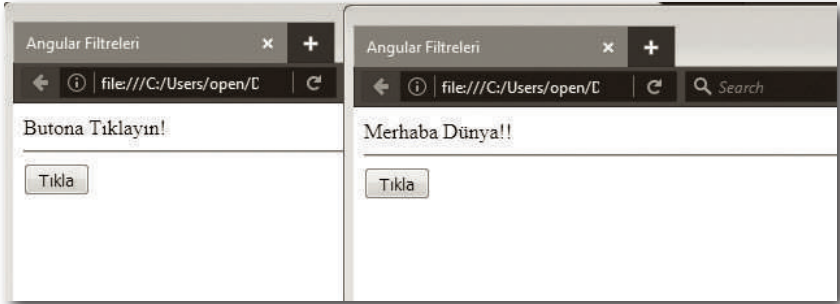 Angular Filtreleri × +
file:///C:/Users/open/D
Butona Tıklayın!
Tıkla
Angular Filtreleri × +
file:///C:/Users/open/D Search
Merhaba Dünya!!
Tıkla